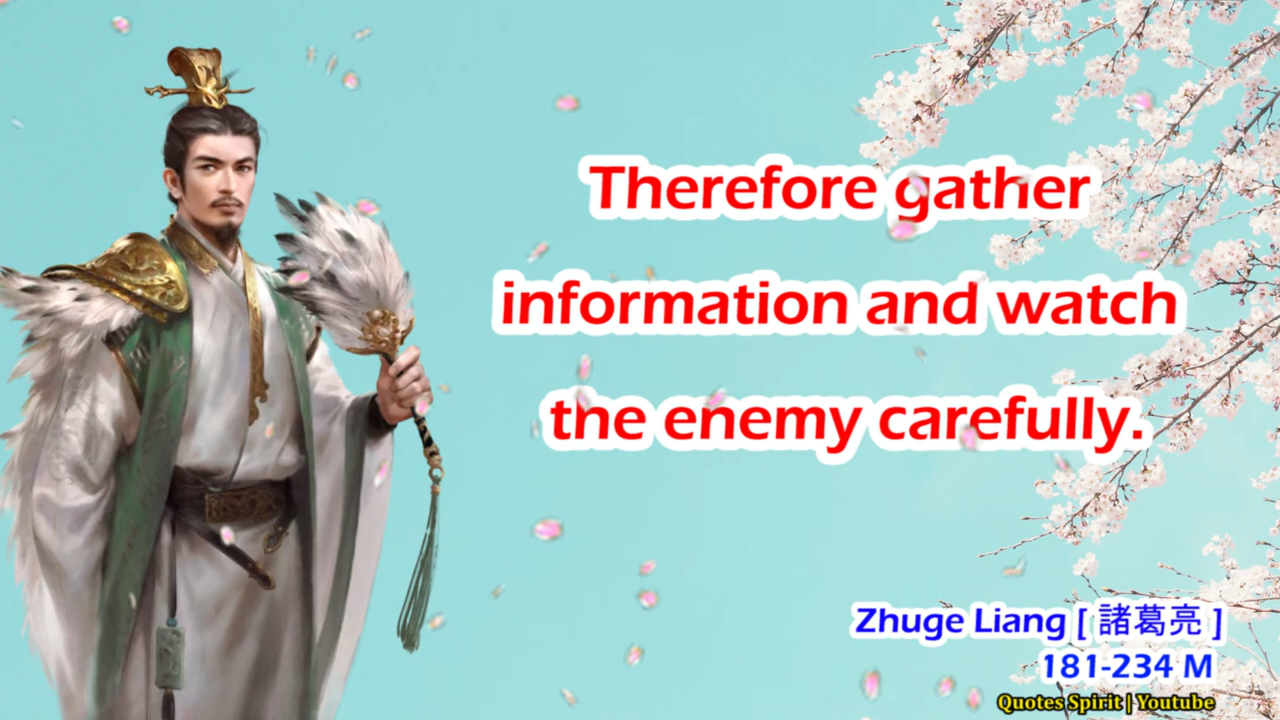 Therefore gather
information and watch
the enemy carefully.
Zhuge Liang [ 諸葛亮 ]
181-234 M
Quotes Spirit | Youtube